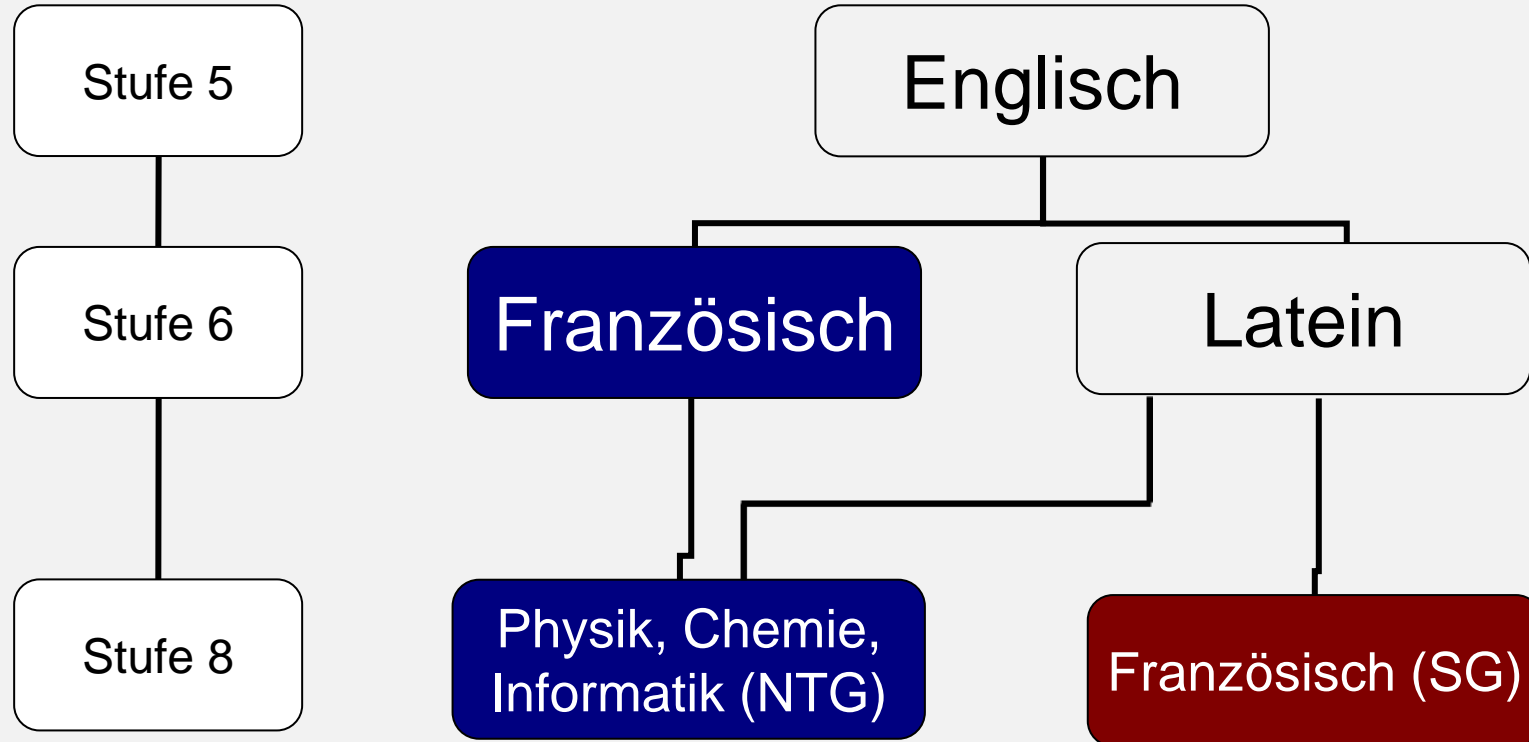 Stufe 5
Englisch
Stufe 6
Französisch
Latein
Stufe 8
Physik, Chemie,
Informatik (NTG)
Französisch (SG)